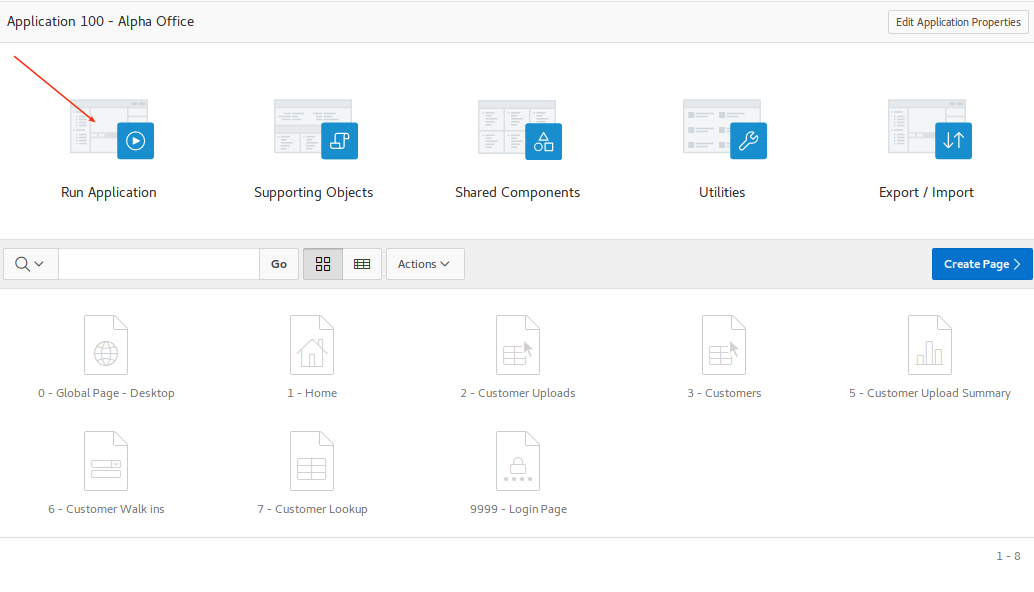 Application 100 - Alpha Office
Edit Application Properties
Run Application
Supporting Objects
Shared Components
Utilities
Export / Import
Go
Actions
Create Page
0 - Global Page - Desktop
1 - Home
2 - Customer Uploads
3 - Customers
5 - Customer Upload Summary
6 - Customer Walk ins
7 - Customer Lookup
9999 - Login Page
1 - 8